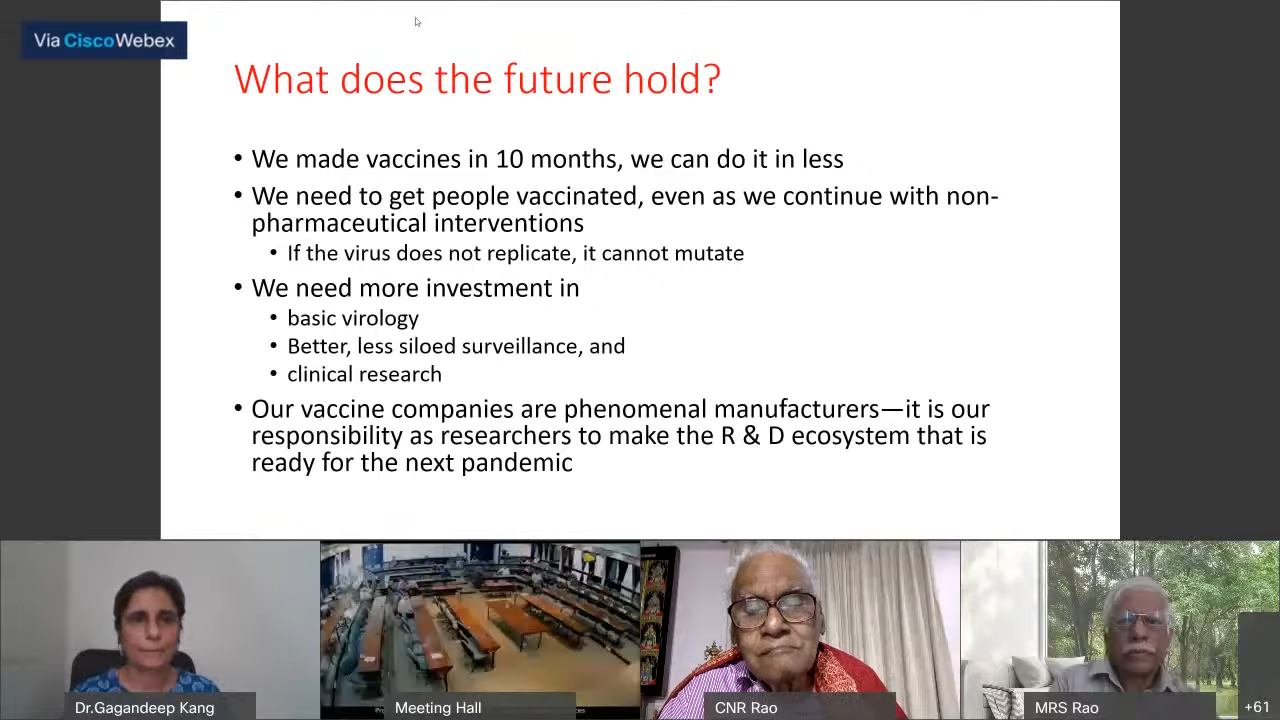 Via CiscoWebex
What does the future hold?
• We made vaccines in 10 months, we can do it in less
• We need to get people vaccinated, even as we continue with non-
pharmaceutical interventions
• If the virus does not replicate, it cannot mutate
• We need more investment in
• basic virology
• Better, less siloed surveillance, and
• clinical research
• Our vaccine companies are phenomenal manufacturers—it is our
responsibility as researchers to make the R & D ecosystem that is
ready for the next pandemic
Dr.Gagandeep Kang
Meeting Hall
CNR Rao
MRS Rao
+61